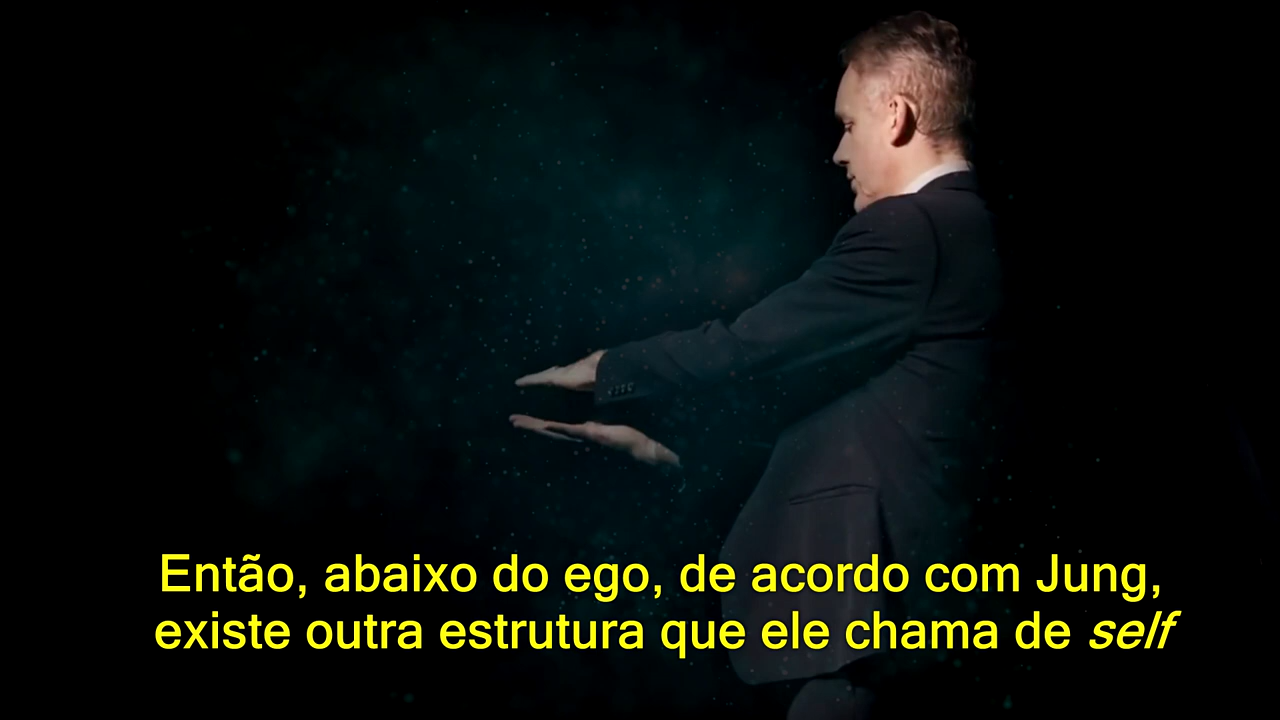 Então, abaixo do ego, de acordo com Jung,
existe outra estrutura que ele chama de self